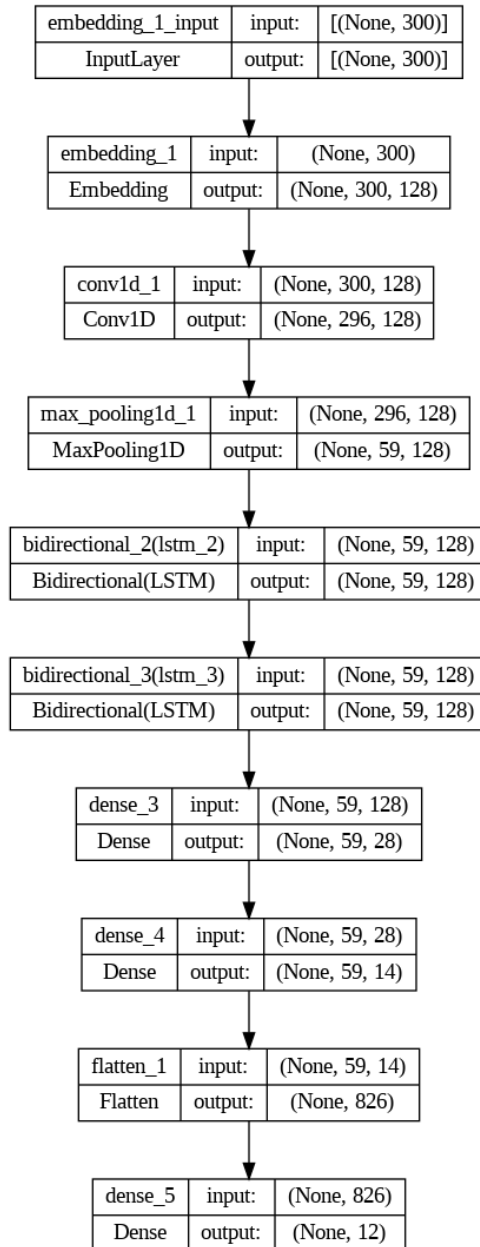 embedding_1_input input: [(None, 300)]
InputLayer output: [(None, 300)]
embedding_1 input: (None, 300)
Embedding output: (None, 300, 128)
conv1d_1 input: (None, 300, 128)
Conv1D output: (None, 296, 128)
max_pooling1d_1 input: (None, 296, 128)
MaxPooling1D output: (None, 59, 128)
bidirectional_2(lstm_2) input: (None, 59, 128)
Bidirectional(LSTM) output: (None, 59, 128)
bidirectional_3(lstm_3) input: (None, 59, 128)
Bidirectional(LSTM) output: (None, 59, 128)
dense_3 input: (None, 59, 128)
Dense output: (None, 59, 28)
dense_4 input: (None, 59, 28)
Dense output: (None, 59, 14)
flatten_1 input: (None, 59, 14)
Flatten output: (None, 826)
dense_5 input: (None, 826)
Dense output: (None, 12)